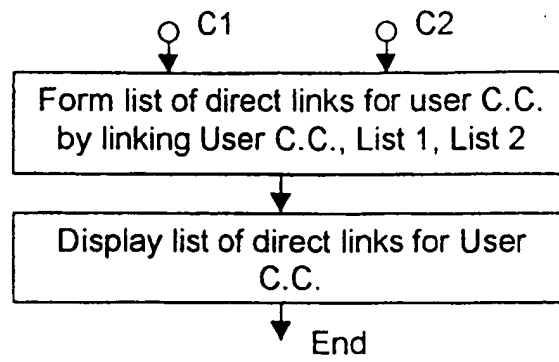 C1
C2
Form list of direct links for user C.C.
by linking User C.C., List 1, List 2
Display list of direct links for User
C.C.
End